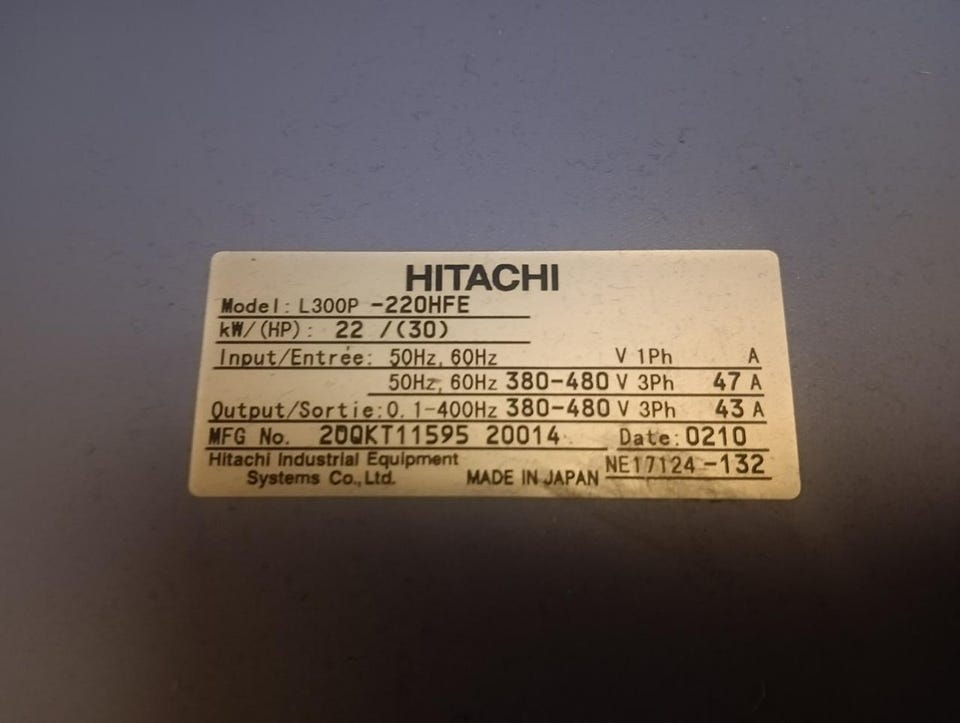 HITACHI
Model: L300P -220HFE
kW/(HP): 22 /(30)
Input/Entrée: 50Hz, 60Hz V 1Ph A
50Hz, 60Hz 380-480 V 3Ph 47 A
Output/Sortie: 0.1-400Hz 380-480 V 3Ph 43 A
MFG No. 20QKT11595 20014 Date: 0210
Hitachi Industrial Equipment
Systems Co., Ltd. MADE IN JAPAN NE17124 -132